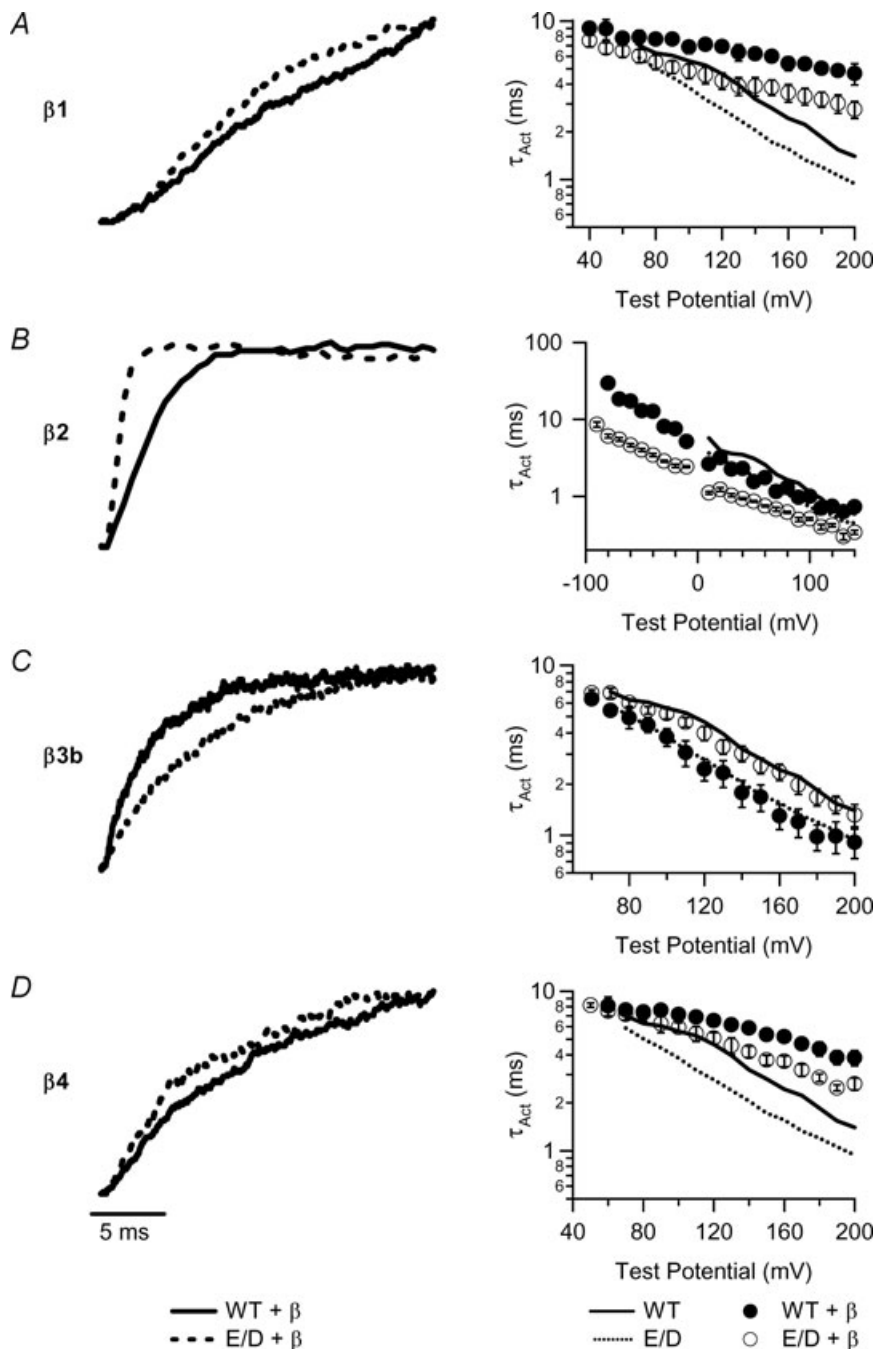 A
β1
10
8
6
4
2
1
8
6
τAct (ms)
40 80 120 160 200
Test Potential (mV)
B
β2
100
10
1
τAct (ms)
-100 0 100
Test Potential (mV)
C
β3b
10
8
6
4
2
1
8
6
τAct (ms)
80 120 160 200
Test Potential (mV)
D
β4
10
8
6
4
2
1
8
6
τAct (ms)
40 80 120 160 200
Test Potential (mV)
5 ms
WT + β
E/D + β
WT WT + β
E/D E/D + β